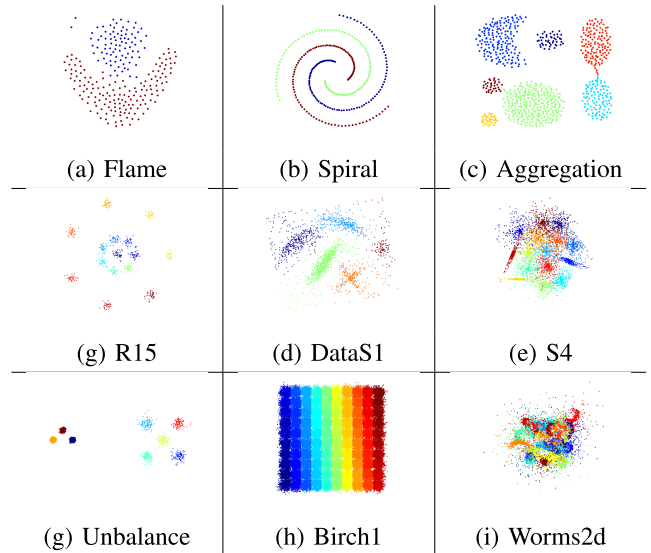 (a) Flame
(b) Spiral
(c) Aggregation
(g) R15
(d) DataS1
(e) S4
(g) Unbalance
(h) Birch1
(i) Worms2d